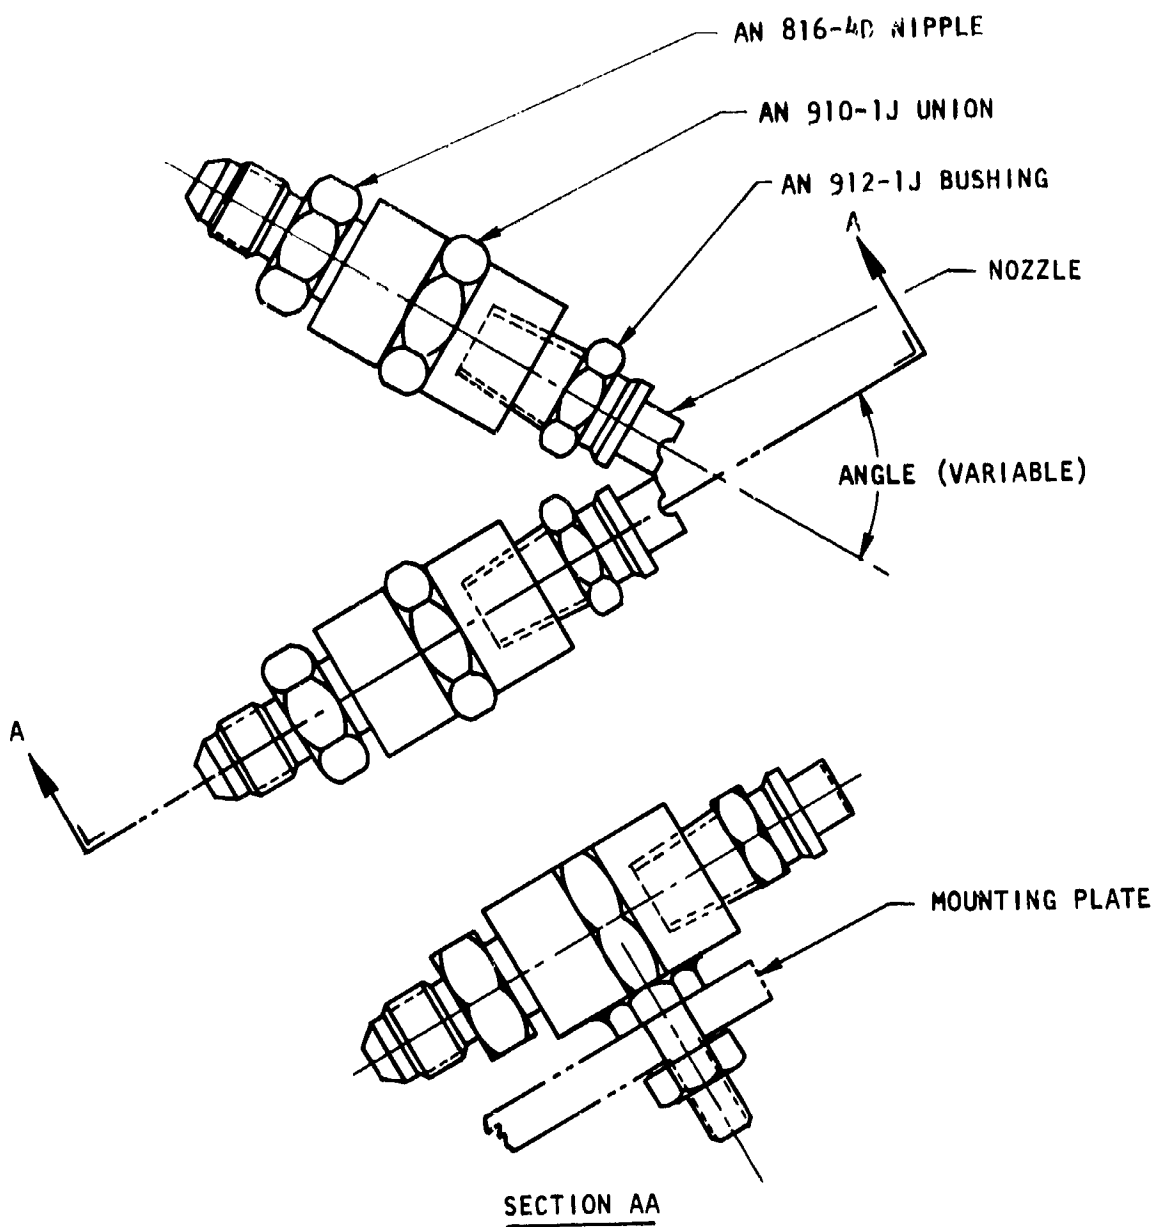 AN 816-4D NIPPLE
AN 910-1J UNION
AN 912-1J BUSHING
A
NOZZLE
ANGLE (VARIABLE)
A
MOUNTING PLATE
SECTION AA